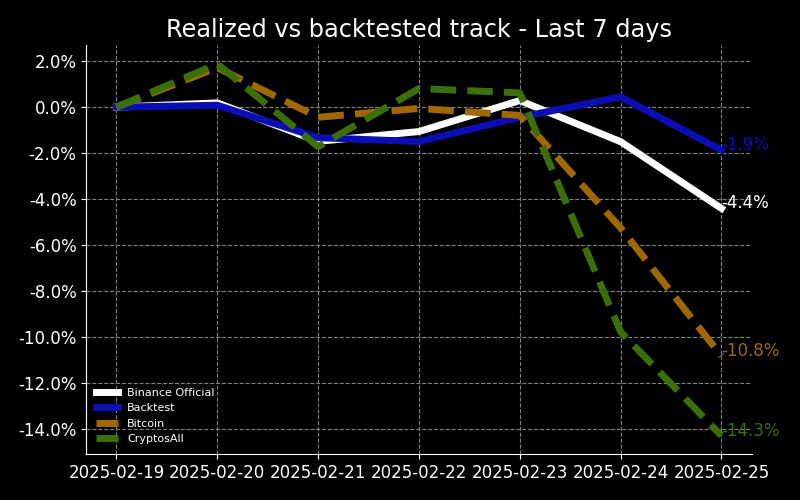 Realized vs backtested track - Last 7 days
2.0%
0.0%
-2.0%
-4.0%
-6.0%
-8.0%
-10.0%
-12.0%
-14.0%
-1.9%
-4.4%
-10.8%
-14.3%
Binance Official
Backtest
Bitcoin
CryptosAll
2025-02-19 2025-02-20 2025-02-21 2025-02-22 2025-02-23 2025-02-24 2025-02-25